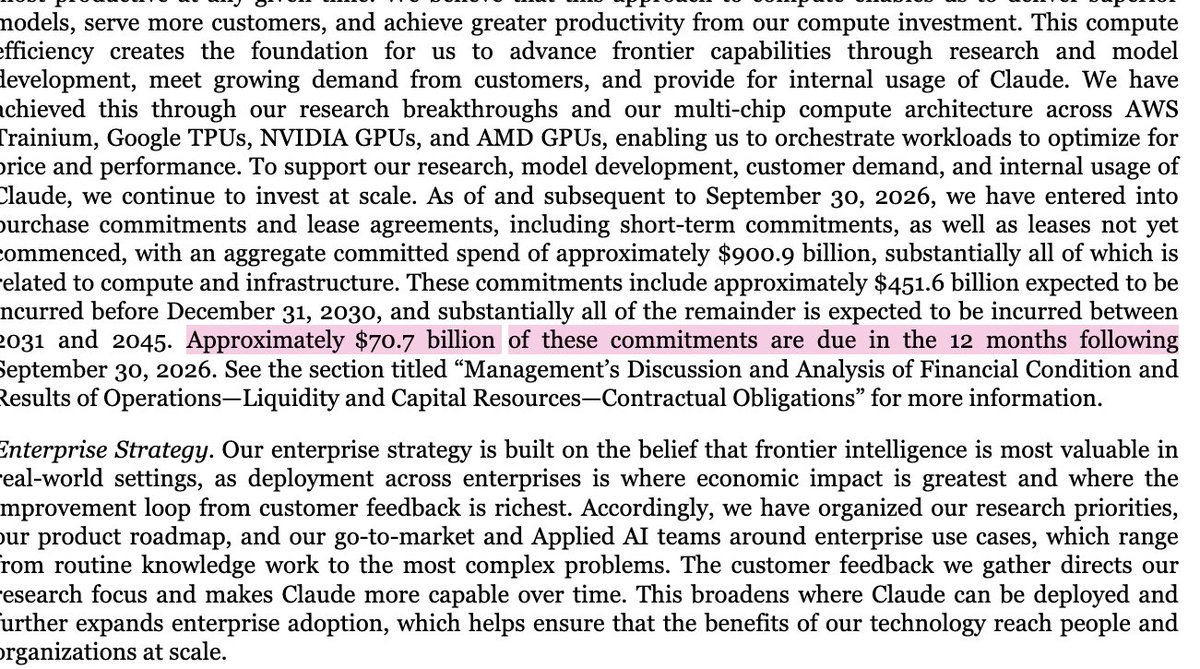 most productive at any given time. We believe that this approach to compute enables us to deliver superior
models, serve more customers, and achieve greater productivity from our compute investment. This compute
efficiency creates the foundation for us to advance frontier capabilities through research and model
development, meet growing demand from customers, and provide for internal usage of Claude. We have
achieved this through our research breakthroughs and our multi-chip compute architecture across AWS
Trainium, Google TPUs, NVIDIA GPUs, and AMD GPUs, enabling us to orchestrate workloads to optimize for
price and performance. To support our research, model development, customer demand, and internal usage of
Claude, we continue to invest at scale. As of and subsequent to September 30, 2026, we have entered into
purchase commitments and lease agreements, including short-term commitments, as well as leases not yet
commenced, with an aggregate committed spend of approximately $900.9 billion, substantially all of which is
related to compute and infrastructure. These commitments include approximately $451.6 billion expected to be
incurred before December 31, 2030, and substantially all of the remainder is expected to be incurred between
2031 and 2045. Approximately $70.7 billion of these commitments are due in the 12 months following
September 30, 2026. See the section titled “Management’s Discussion and Analysis of Financial Condition and
Results of Operations—Liquidity and Capital Resources—Contractual Obligations” for more information.
Enterprise Strategy. Our enterprise strategy is built on the belief that frontier intelligence is most valuable in
real-world settings, as deployment across enterprises is where economic impact is greatest and where the
improvement loop from customer feedback is richest. Accordingly, we have organized our research priorities,
our product roadmap, and our go-to-market and Applied AI teams around enterprise use cases, which range
from routine knowledge work to the most complex problems. The customer feedback we gather directs our
research focus and makes Claude more capable over time. This broadens where Claude can be deployed and
further expands enterprise adoption, which helps ensure that the benefits of our technology reach people and
organizations at scale.